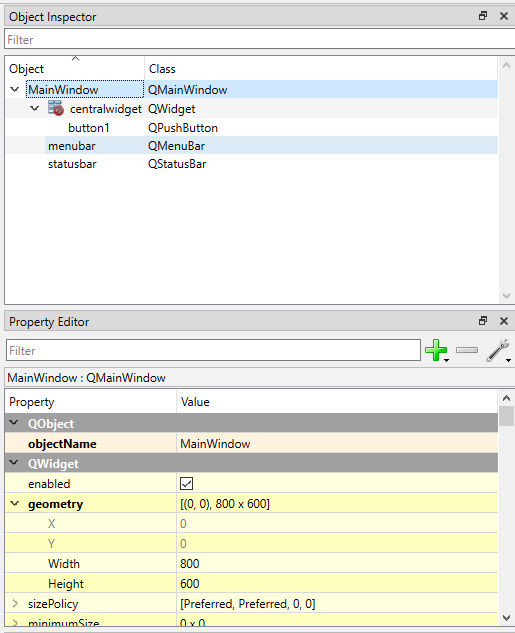 Object Inspector
Filter
Object Class
MainWindow QMainWindow
centralwidget QWidget
button1 QPushButton
menubar QMenuBar
statusbar QStatusBar
Property Editor
Filter
MainWindow : QMainWindow
Property Value
QObject
objectName MainWindow
QWidget
enabled
geometry [(0, 0), 800 x 600]
X 0
Y 0
Width 800
Height 600
sizePolicy [Preferred, Preferred, 0, 0]
minimumSize 0 x 0